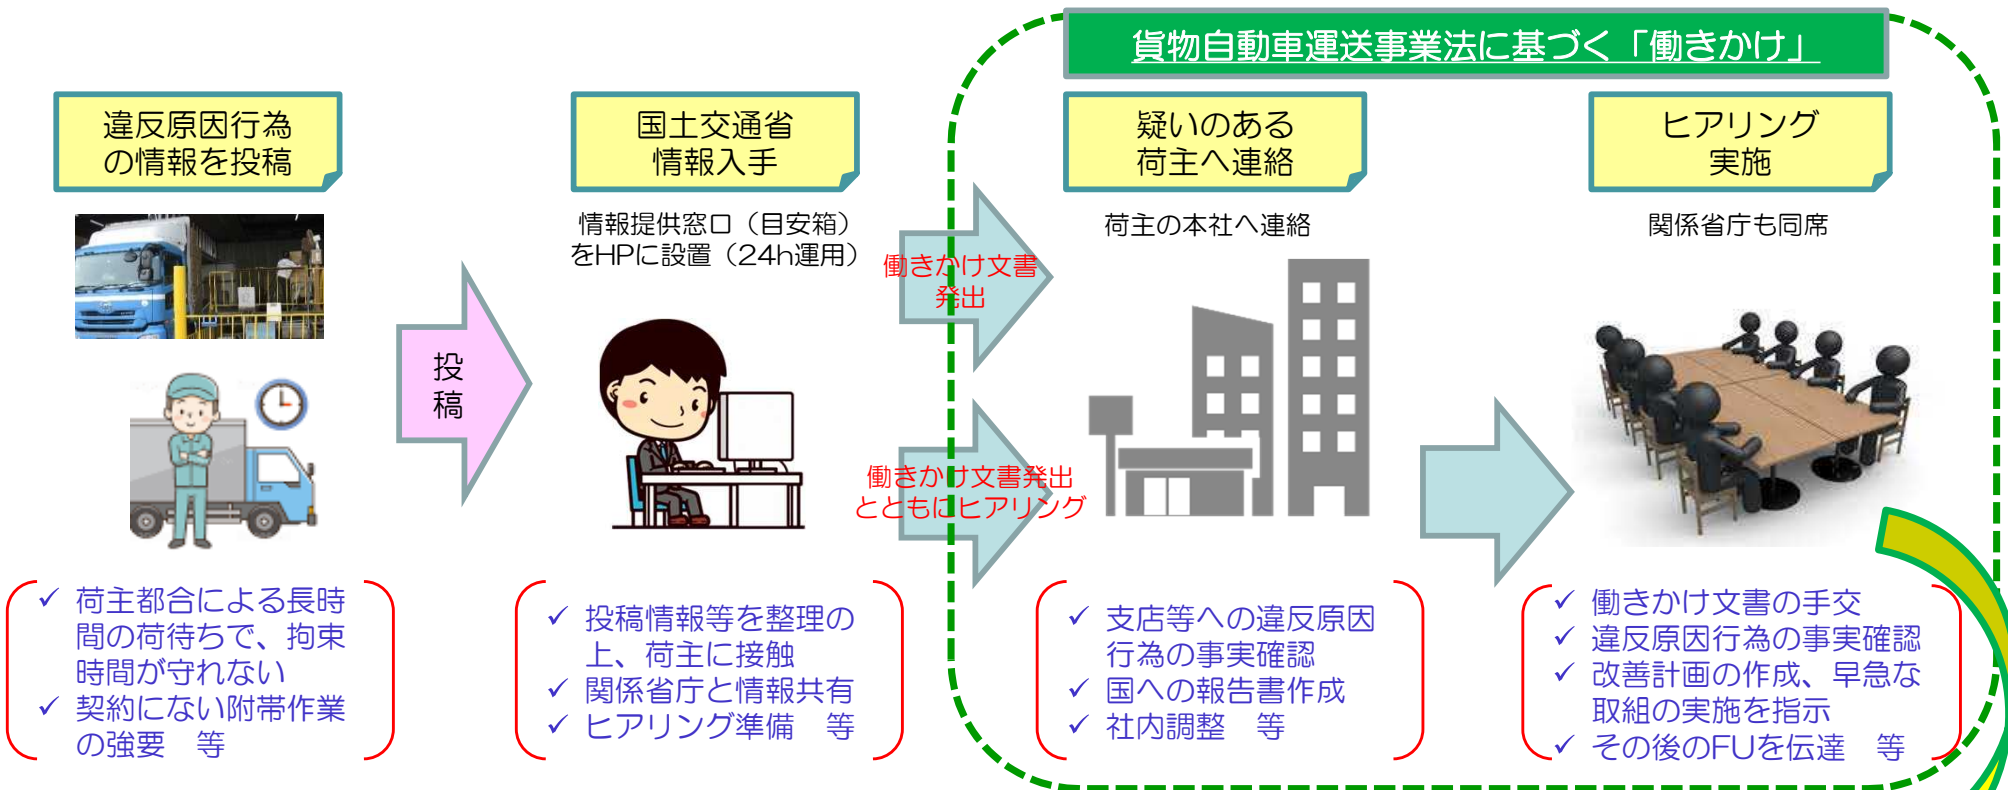 貨物自動車運送事業法に基づく「働きかけ」
違反原因行為
の情報を投稿
荷主都合による長時
間の荷待ちで、拘束
時間が守れない
契約にない附帯作業
の強要　等
投
稿
国土交通省
情報入手
情報提供窓口（目安箱）
をHPに設置（24h運用）
投稿情報等を整理の
上、荷主に接触
関係省庁と情報共有
ヒアリング準備　等
働きかけ文書
発出
働きかけ文書発出
とともにヒアリング
疑いのある
荷主へ連絡
荷主の本社へ連絡
支店等への違反原因
行為の事実確認
国への報告書作成
社内調整　等
ヒアリング
実施
関係省庁も同席
働きかけ文書の手交
違反原因行為の事実確認
改善計画の作成、早急な
取組の実施を指示
その後のFUを伝達　等